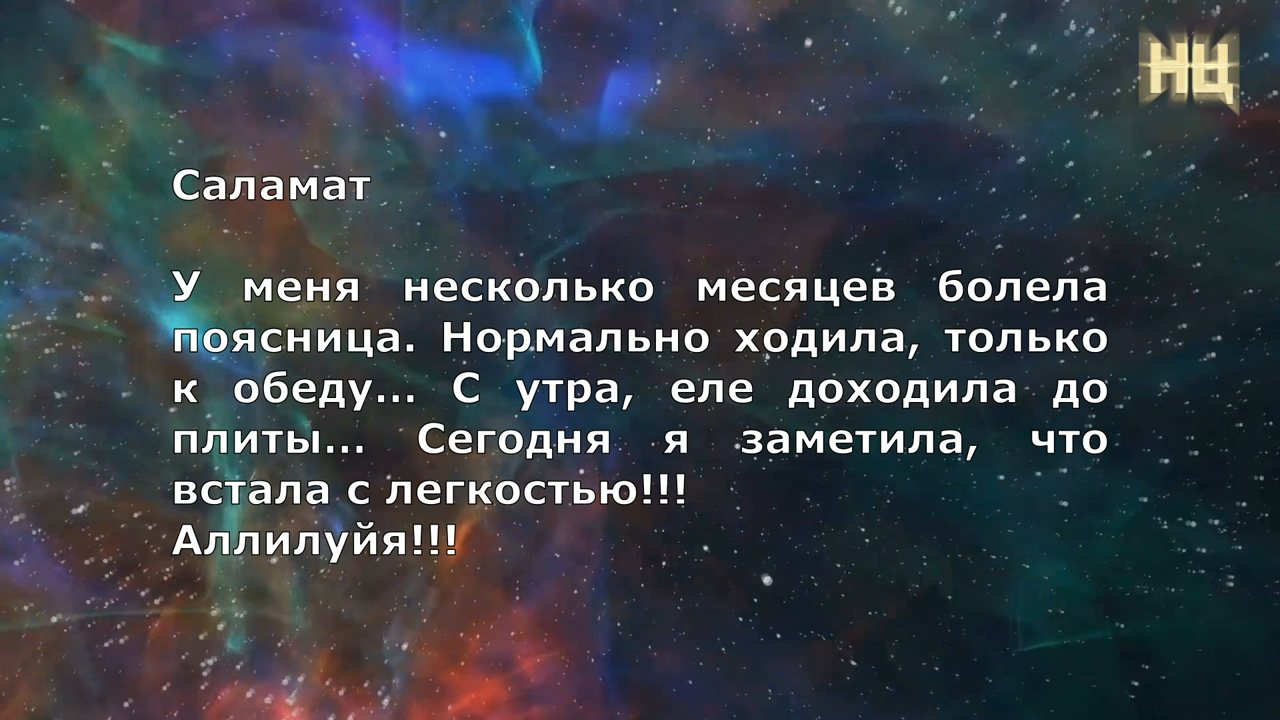 НЦ
Саламат
У меня несколько месяцев болела
поясница. Нормально ходила, только
к обеду... С утра, еле доходила до
плиты... Сегодня я заметила, что
встала с легкостью!!!
Аллилуйя!!!